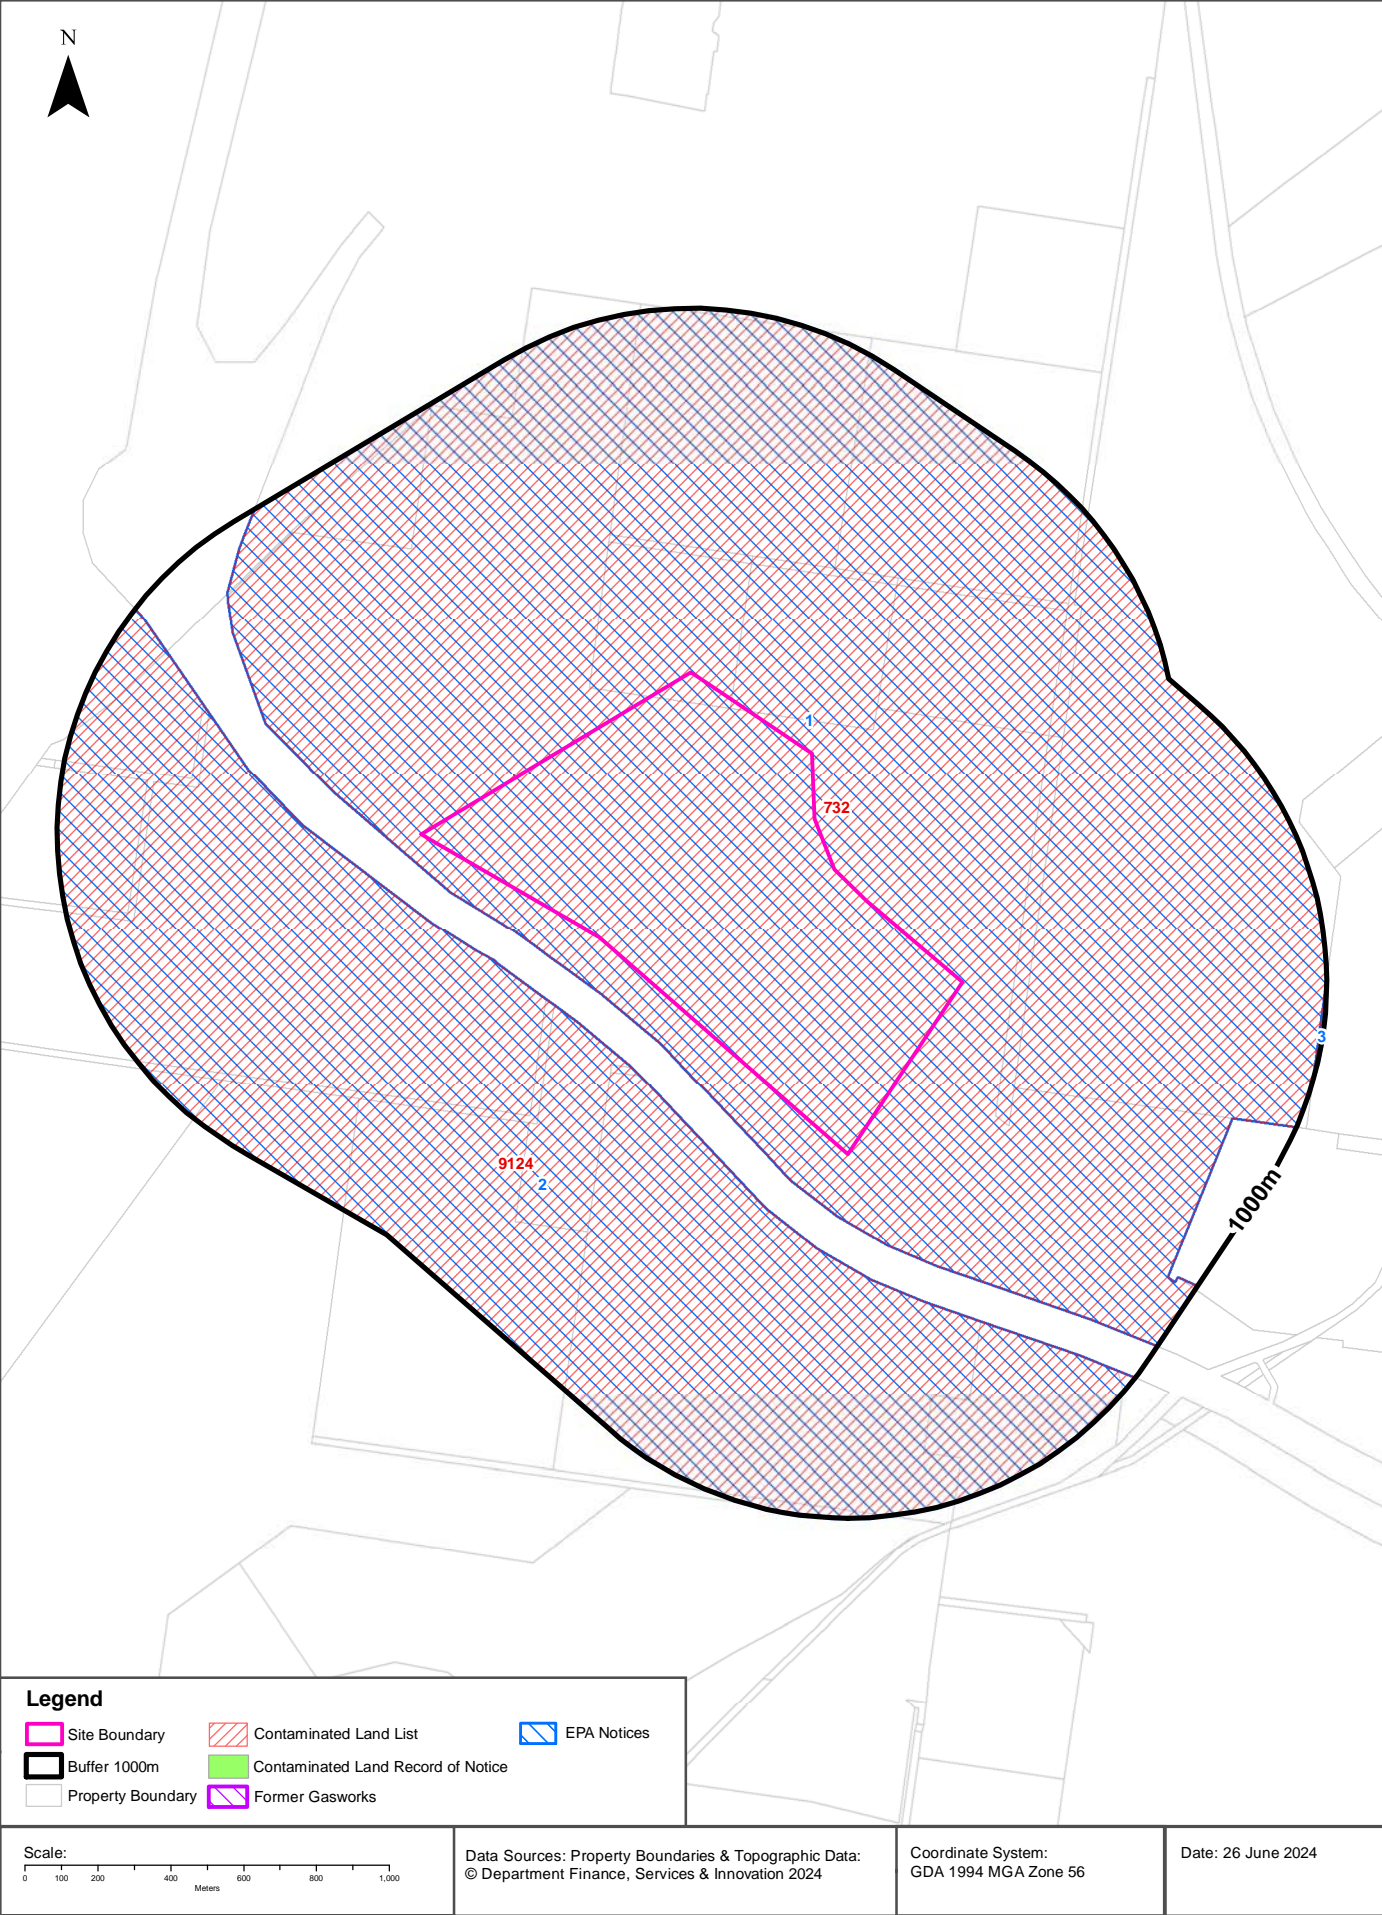 N
1
732
3
9124
2
1000m
Legend
Site Boundary
Contaminated Land List
EPA Notices
Buffer 1000m
Contaminated Land Record of Notice
Property Boundary
Former Gasworks
Scale:
0 100 200 400 600 800 1,000
Meters
Data Sources: Property Boundaries & Topographic Data:
© Department Finance, Services & Innovation 2024
Coordinate System:
GDA 1994 MGA Zone 56
Date: 26 June 2024